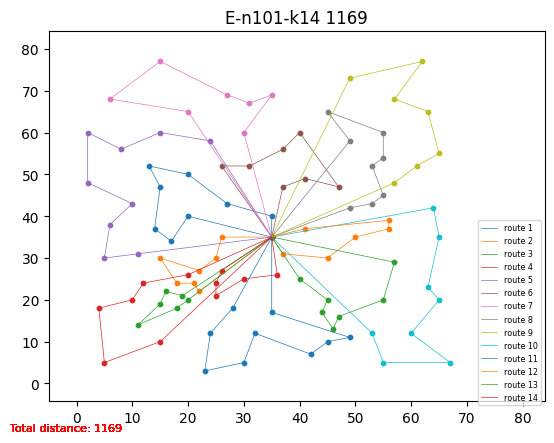 E-n101-k14 1169
80
70
60
50
40
30
20
10
0
route 1
route 2
route 3
route 4
route 5
route 6
route 7
route 8
route 9
route 10
route 11
route 12
route 13
route 14
0 10 20 30 40 50 60 70 80
Total distance: 1169